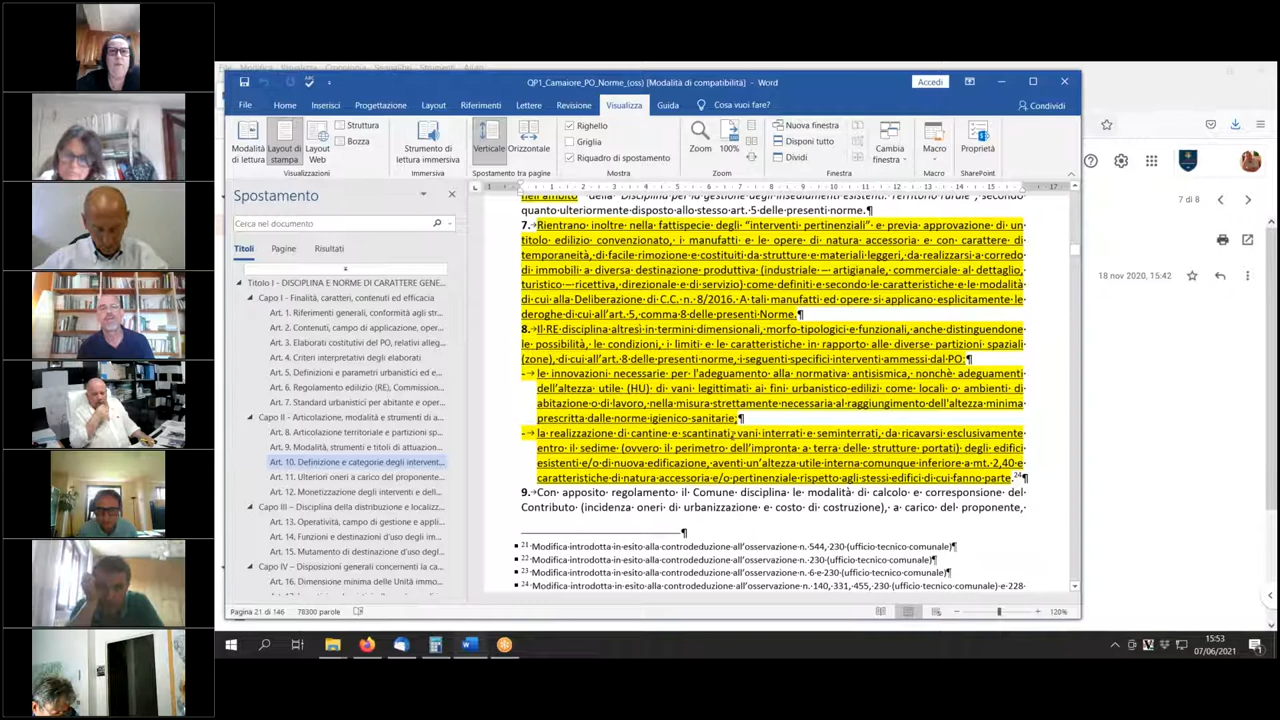 QP1_Camaiore_PO_Norme_(oss) [Modalità di compatibilità] - Word
Accedi
File Home Inserisci Progettazione Layout Riferimenti Lettere Revisione Visualizza Guida Cosa vuoi fare? Condividi
Modalità di lettura
Layout di stampa
Layout Web
Struttura
Bozza
Visualizzazioni
Strumento di lettura immersiva
Immersiva
Verticale
Orizzontale
Spostamento tra pagine
Righello
Griglia
Riquadro di spostamento
Mostra
Zoom
100%
Zoom
Nuova finestra
Disponi tutto
Dividi
Cambia finestra
Finestra
Macro
Macro
Proprietà
SharePoint
Spostamento
Cerca nel documento
Titoli Pagine Risultati
Titolo I - DISCIPLINA E NORME DI CARATTERE GENE...
Capo I - Finalità, caratteri, contenuti ed efficacia
Art. 1. Riferimenti generali, conformità agli str...
Art. 2. Contenuti, campo di applicazione, oper...
Art. 3. Elaborati costitutivi del PO, relativi alleg...
Art. 4. Criteri interpretativi degli elaborati
Art. 5. Definizioni e parametri urbanistici ed e...
Art. 6. Regolamento edilizio (RE), Commission...
Art. 7. Standard urbanistici per abitante e oper...
Capo II - Articolazione, modalità e strumenti di a...
Art. 8. Articolazione territoriale e partizioni sp...
Art. 9. Modalità, strumenti e titoli di attuazion...
Art. 10. Definizione e categorie degli intervent...
Art. 11. Ulteriori oneri a carico del proponente...
Art. 12. Monetizzazione degli interventi e dell...
Capo III – Disciplina della distribuzione e localizz...
Art. 13. Operatività, campo di gestione e appli...
Art. 14. Funzioni e destinazioni d'uso degli im...
Art. 15. Mutamento di destinazione d'uso degl...
Capo IV – Disposizioni generali concernenti la ca...
Art. 16. Dimensione minima delle Unità immo...
nell'ambito della "Disciplina per la gestione degli insediamenti esistenti. Territorio rurale", secondo
quanto ulteriormente disposto allo stesso art. 5 delle presenti norme.¶
7. Rientrano inoltre nella fattispecie degli "interventi pertinenziali" e previa approvazione di un
titolo edilizio convenzionato, i manufatti e le opere di natura accessoria e con carattere di
temporaneità, di facile rimozione e costituiti da strutture e materiali leggeri, da realizzarsi a corredo
di immobili a diversa destinazione produttiva (industriale – artigianale, commerciale al dettaglio,
turistico – ricettiva, direzionale e di servizio) come definiti e secondo le caratteristiche e le modalità
di cui alla Deliberazione di C.C. n. 8/2016. A tali manufatti ed opere si applicano esplicitamente le
deroghe di cui all'art. 5, comma 8 delle presenti Norme.¶
8. Il RE disciplina altresì in termini dimensionali, morfo tipologici e funzionali, anche distinguendone
le possibilità, le condizioni, i limiti e le caratteristiche in rapporto alle diverse partizioni spaziali
(zone), di cui all'art. 8 delle presenti norme, i seguenti specifici interventi ammessi dal PO:¶
- le innovazioni necessarie per l'adeguamento alla normativa antisismica, nonchè adeguamenti
dell'altezza utile (HU) di vani legittimati ai fini urbanistico-edilizi come locali o ambienti di
abitazione o di lavoro, nella misura strettamente necessaria al raggiungimento dell'altezza minima
prescritta dalle norme igienico-sanitarie;¶
- la realizzazione di cantine e scantinati, vani interrati e seminterrati, da ricavarsi esclusivamente
entro il sedime (ovvero il perimetro dell'impronta a terra delle strutture portati) degli edifici
esistenti e/o di nuova edificazione, aventi un'altezza utile interna comunque inferiore a mt. 2,40 e
caratteristiche di natura accessoria e/o pertinenziale rispetto agli stessi edifici di cui fanno parte.24¶
9. Con apposito regolamento il Comune disciplina le modalità di calcolo e corresponsione del
Contributo (incidenza oneri di urbanizzazione e costo di costruzione), a carico del proponente,
21 Modifica introdotta in esito alla controdeduzione all'osservazione n. 544, 230 (ufficio tecnico comunale)¶
22 Modifica introdotta in esito alla controdeduzione all'osservazione n. 230 (ufficio tecnico comunale)¶
23 Modifica introdotta in esito alla controdeduzione all'osservazione n. 6 e 230 (ufficio tecnico comunale)¶
24 Modifica introdotta in esito alla controdeduzione all'osservazione n. 140, 331, 455, 230 (ufficio tecnico comunale) e 228
Pagina 21 di 146 78300 parole 120%
7 di 8
18 nov 2020, 15:42
15:53
07/06/2021